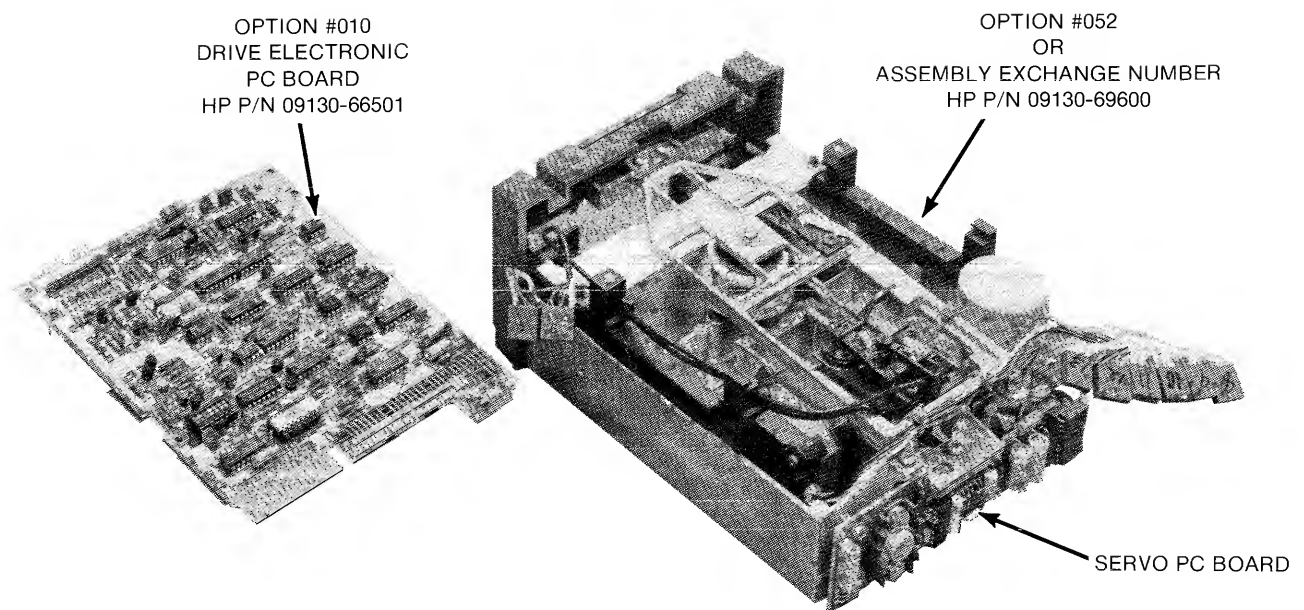 OPTION #010
DRIVE ELECTRONIC
PC BOARD
HP P/N 09130-66501
OPTION #052
OR
ASSEMBLY EXCHANGE NUMBER
HP P/N 09130-69600
SERVO PC BOARD